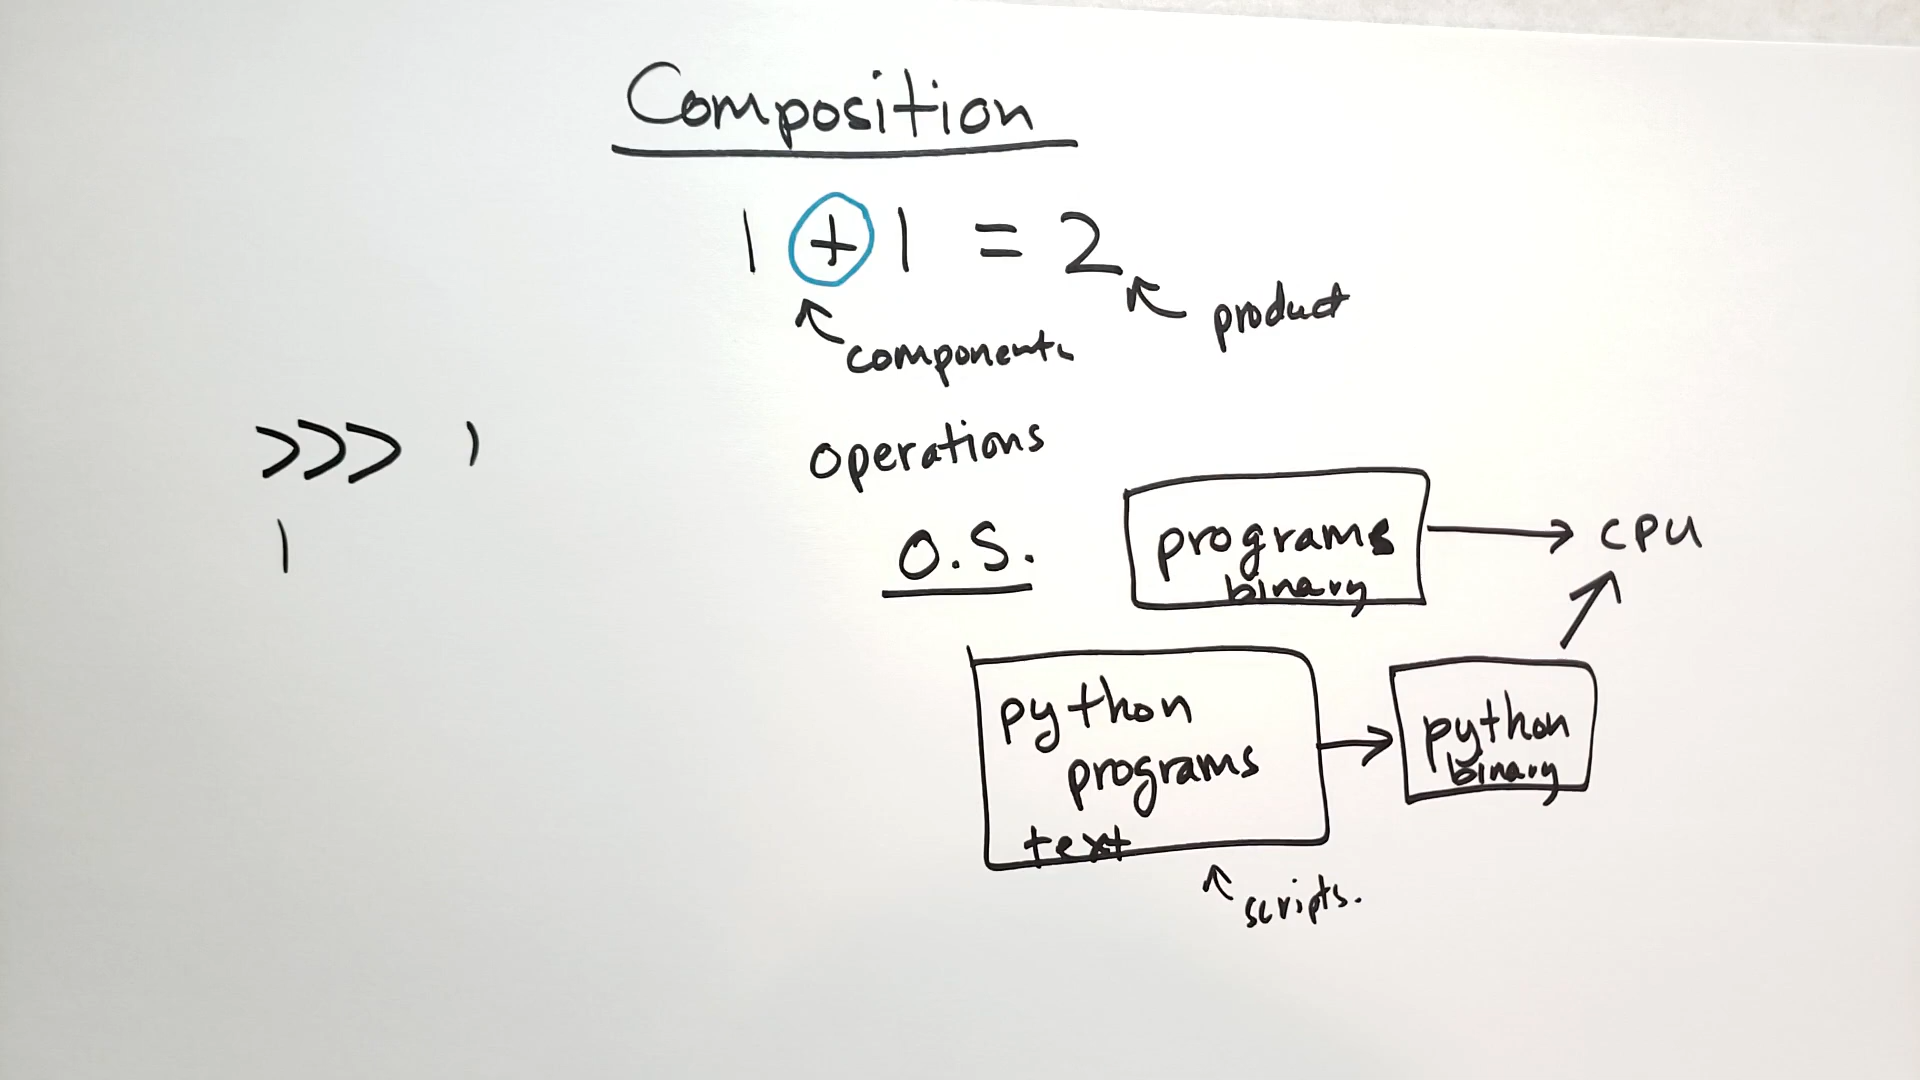 Composition
1 + 1 = 2
product
components
>>> 1
operations
1
O.S.
programs
binary
CPU
python
programs
text
python
binary
scripts.